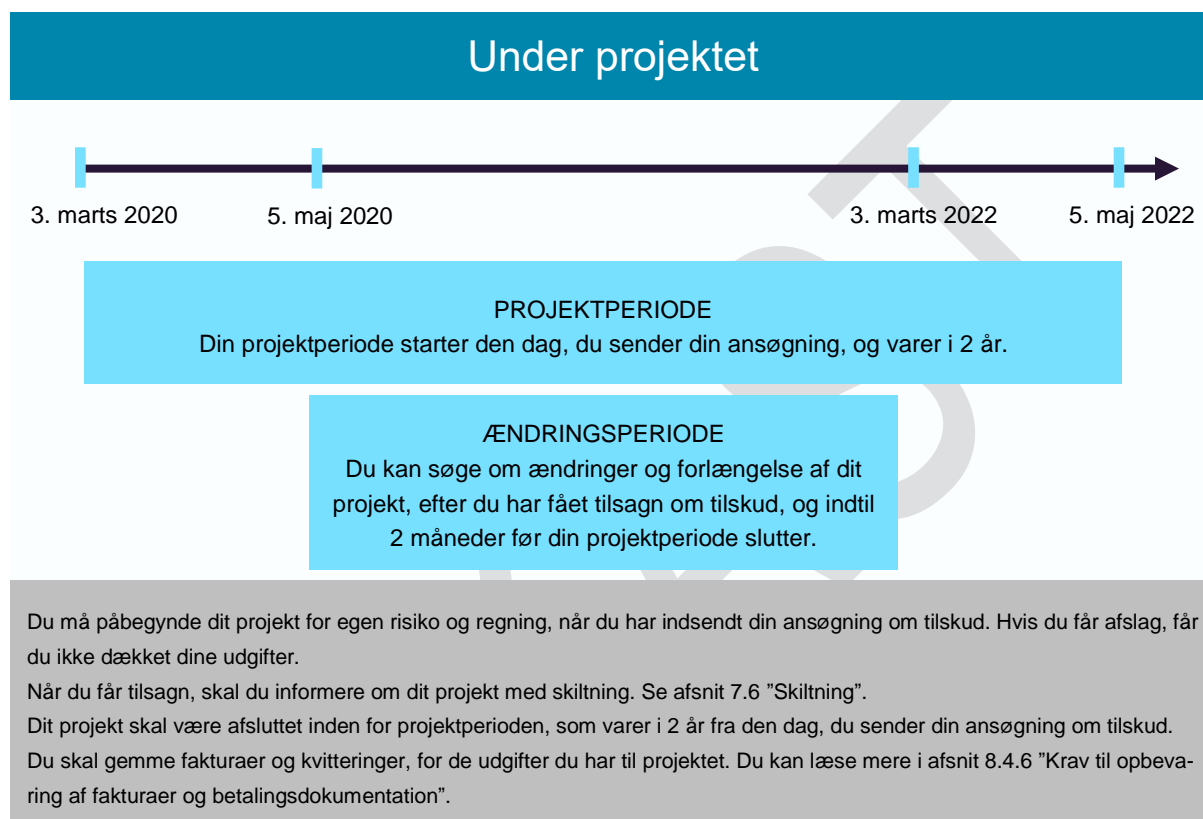 Under projektet
3. marts 2020
5. maj 2020
3. marts 2022
5. maj 2022
PROJEKTPERIODE
Din projektperiode starter den dag, du sender din ansøgning, og varer i 2 år.
ÆNDRINGSPERIODE
Du kan søge om ændringer og forlængelse af dit
projekt, efter du har fået tilsagn om tilskud, og indtil
2 måneder før din projektperiode slutter.
Du må påbegynde dit projekt for egen risiko og regning, når du har indsendt din ansøgning om tilskud. Hvis du får afslag, får
du ikke dækket dine udgifter.
Når du får tilsagn, skal du informere om dit projekt med skiltning. Se afsnit 7.6 ”Skiltning”.
Dit projekt skal være afsluttet inden for projektperioden, som varer i 2 år fra den dag, du sender din ansøgning om tilskud.
Du skal gemme fakturaer og kvitteringer, for de udgifter du har til projektet. Du kan læse mere i afsnit 8.4.6 ”Krav til opbeva-
ring af fakturaer og betalingsdokumentation”.